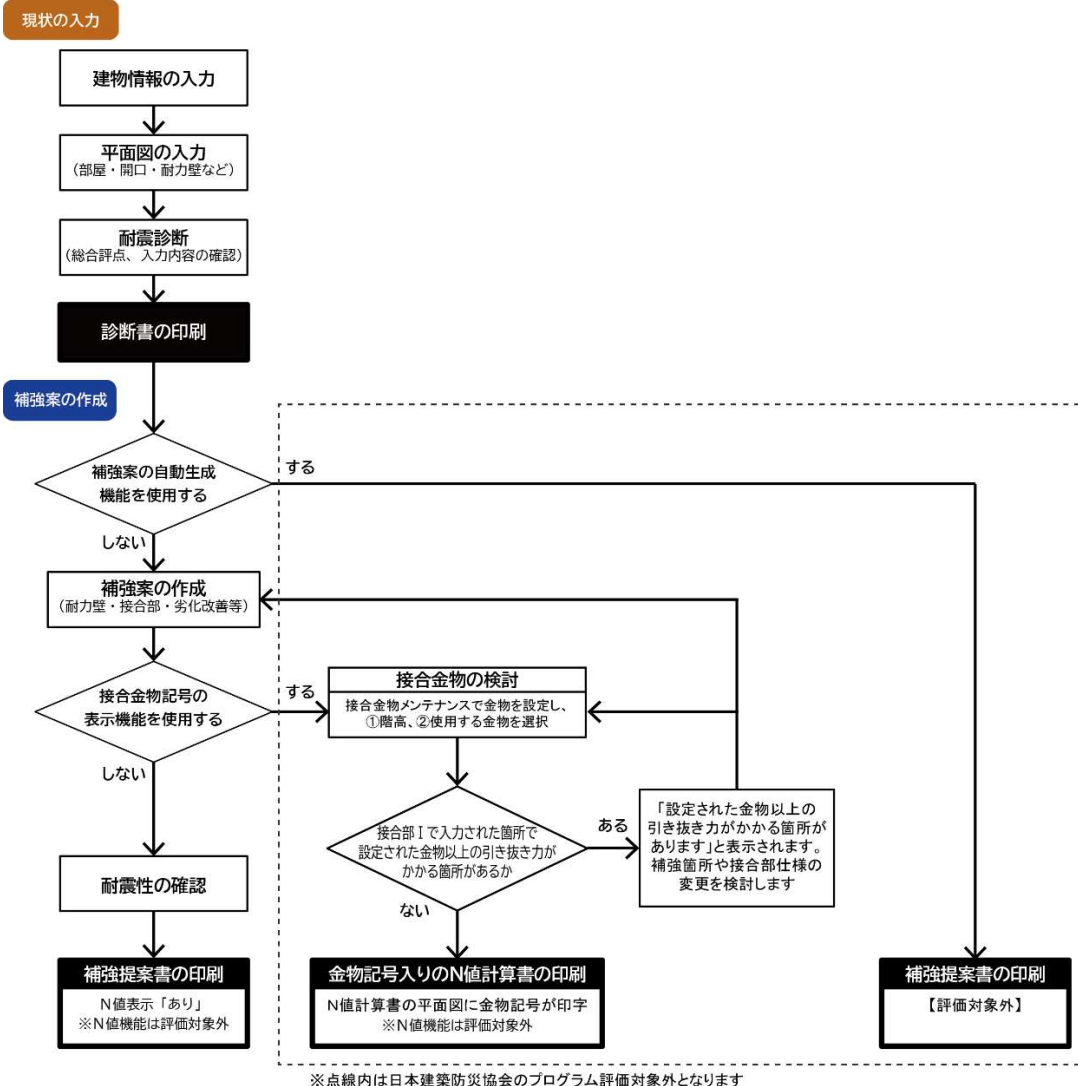 現状の入力
建物情報の入力
平面図の入力
（部屋・開口・耐力壁など）
耐震診断
（総合評点、入力内容の確認）
診断書の印刷
補強案の作成
補強案の自動生成
機能を使用する
する
しない
補強案の作成
（耐力壁・接合部・劣化改善等）
接合金物記号の
表示機能を使用する
する
しない
接合金物の検討
接合金物メンテナンスで金物を設定し、
①階高、②使用する金物を選択
接合部Ⅰで入力された箇所で
設定された金物以上の引き抜き力が
かかる箇所があるか
ある
ない
「設定された金物以上の
引き抜き力がかかる箇所が
あります」と表示されます。
補強箇所や接合部仕様の
変更を検討します
耐震性の確認
補強提案書の印刷
N値表示「あり」
※N値機能は評価対象外
金物記号入りのN値計算書の印刷
N値計算書の平面図に金物記号が印字
※N値機能は評価対象外
補強提案書の印刷
【評価対象外】
※点線内は日本建築防災協会のプログラム評価対象外となります